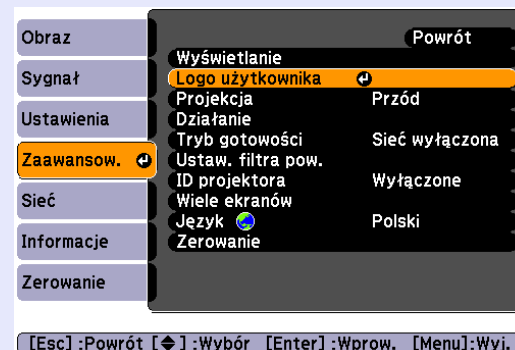 Obraz
Sygnał
Ustawienia
Zaawansow.
Sieć
Informacje
Zerowanie
Powrót
Wyświetlanie
Logo użytkownika
Projekcja Przód
Działanie
Tryb gotowości Sieć wyłączona
Ustaw. filtra pow.
ID projektora Wyłączone
Wiele ekranów
Język Polski
Zerowanie
[Esc] :Powrót [◆] :Wybór [Enter] :Wprow. [Menu]:Wyj.